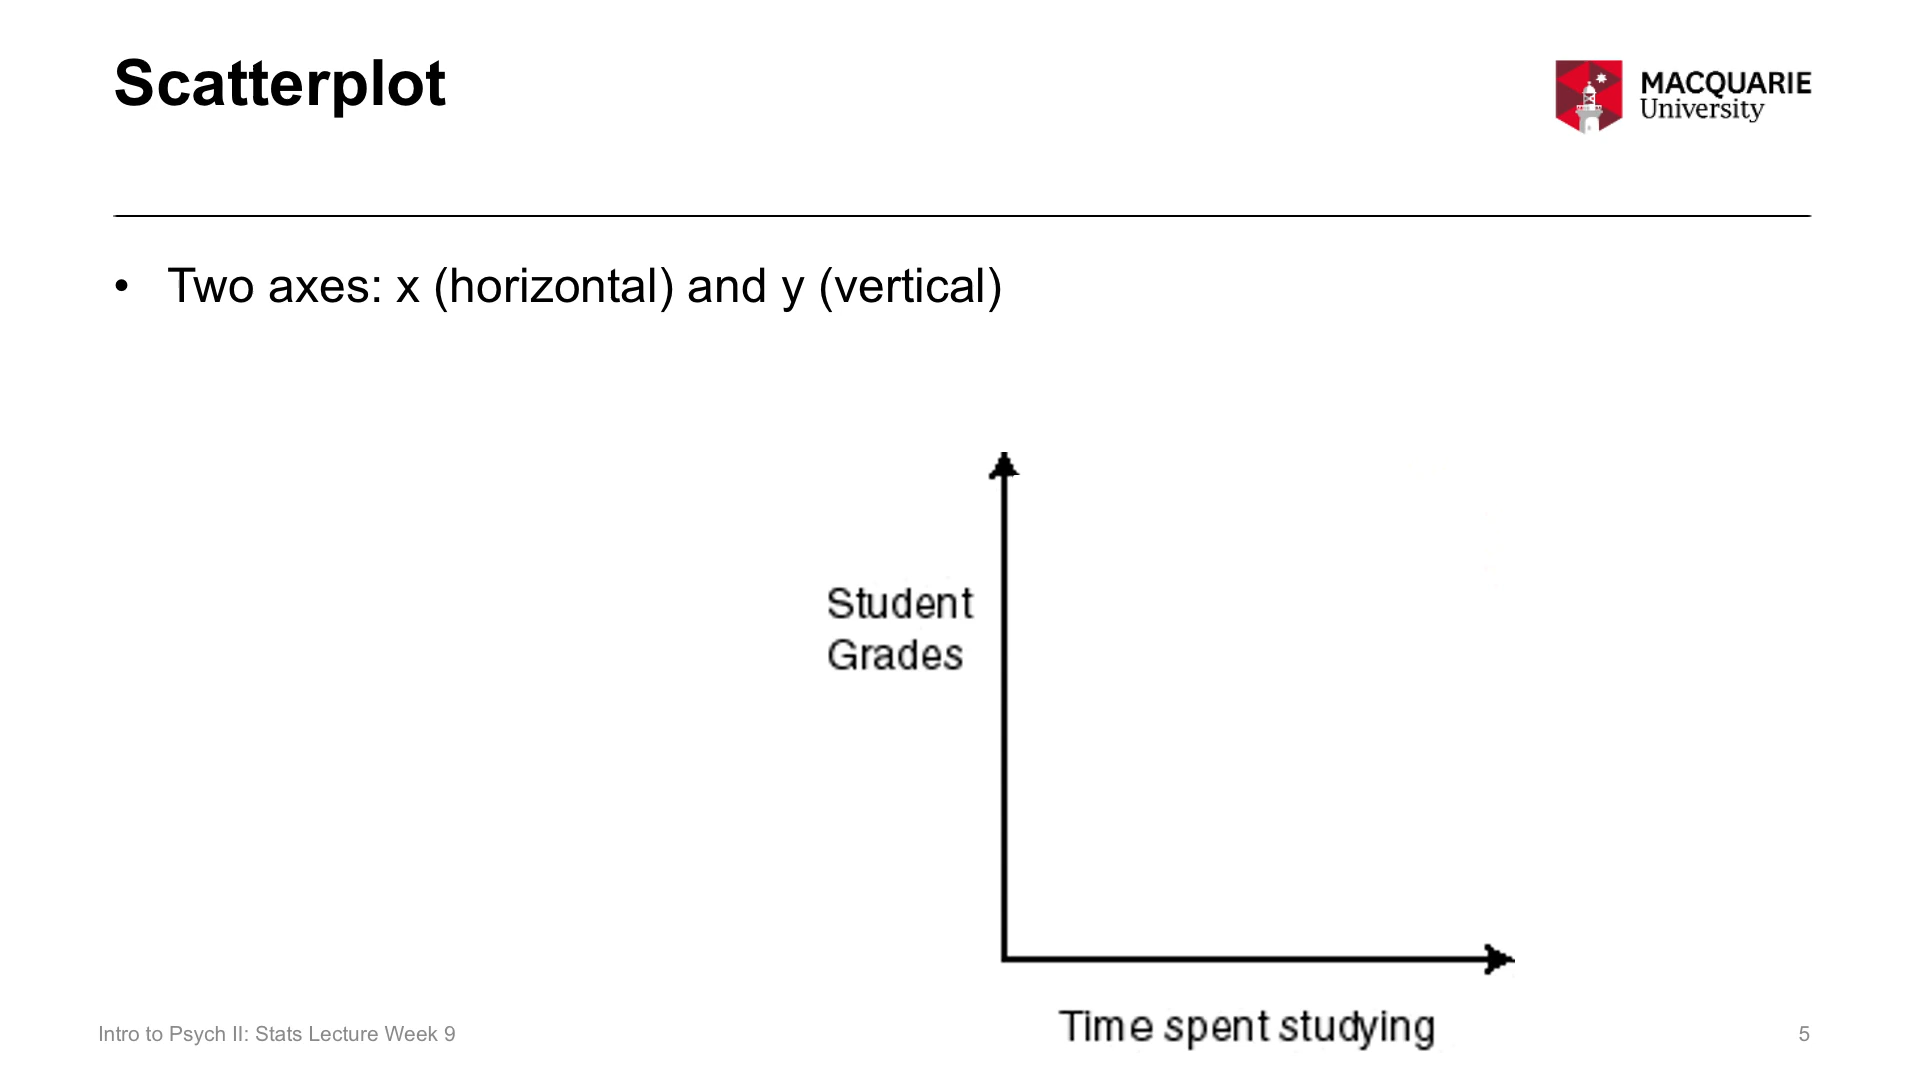 Scatterplot
MACQUARIE
University
• Two axes: x (horizontal) and y (vertical)
Student
Grades
Time spent studying
Intro to Psych II: Stats Lecture Week 9
5